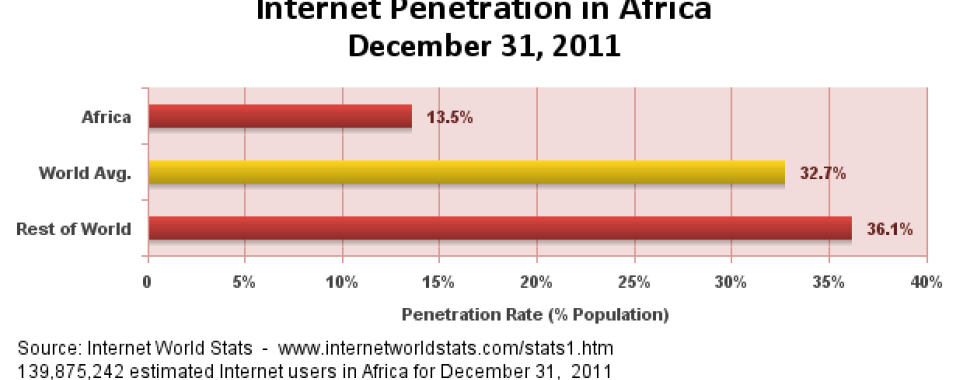 Internet Penetration in Africa
December 31, 2011
Africa 13.5%
World Avg. 32.7%
Rest of World 36.1%
0 5% 10% 15% 20% 25% 30% 35% 40%
Penetration Rate (% Population)
Source: Internet World Stats - www.internetworldstats.com/stats1.htm
139,875,242 estimated Internet users in Africa for December 31, 2011